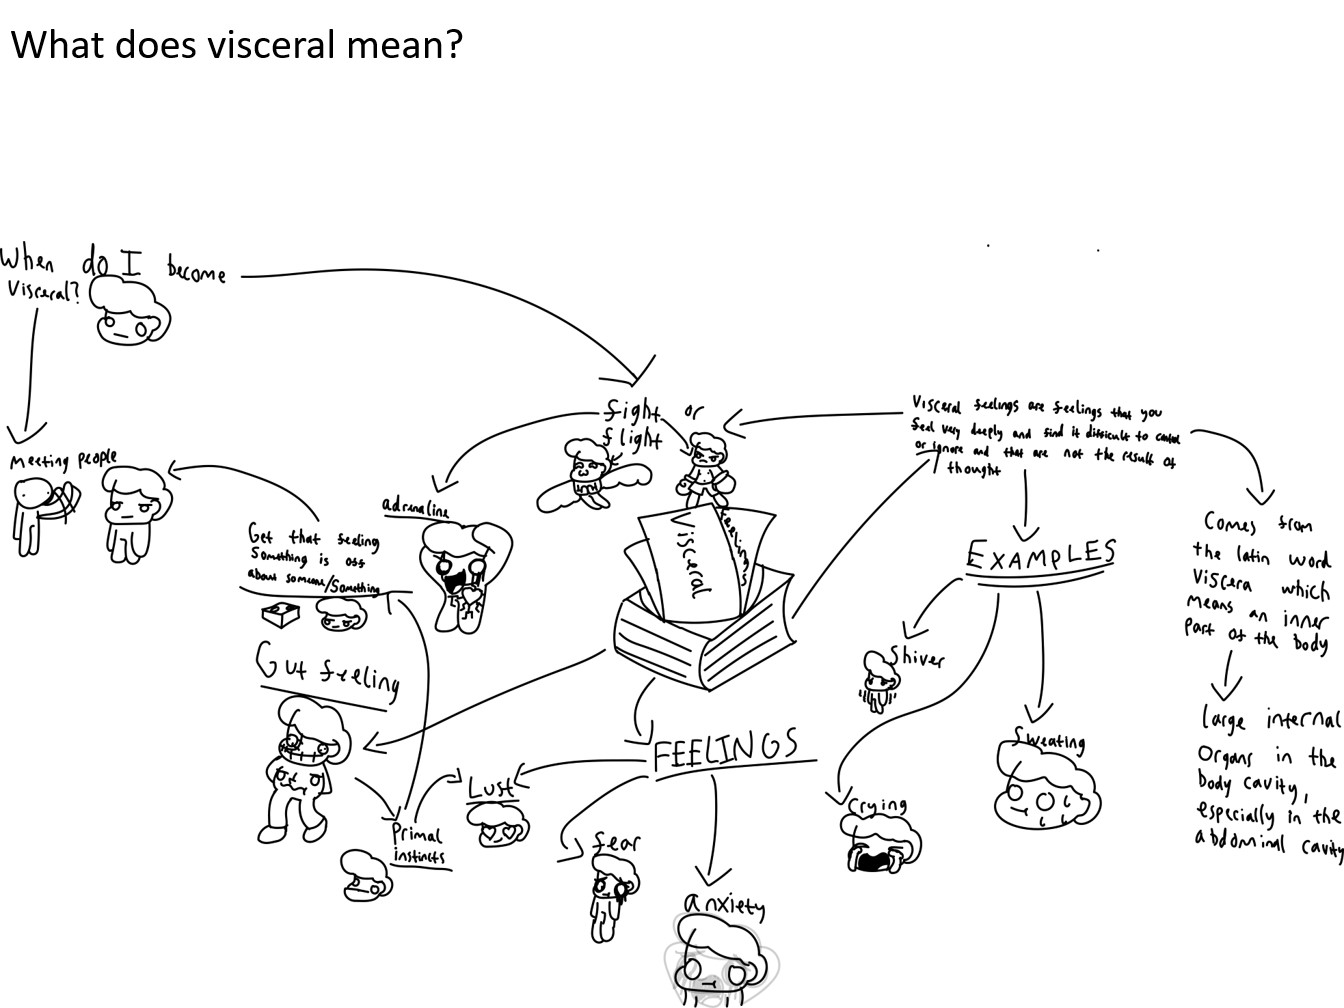 What does visceral mean?
When do I become
Visceral?
Meeting people
fight or
flight
adrenaline
Get that feeling
Something is off
about someone/Something
Gut feeling
Primal
instincts
Visceral
feelings
FEELINGS
Lust
fear
anxiety
Visceral feelings are feelings that you
feel very deeply and find it difficult to control
or ignore and that are not the result of
thought
EXAMPLES
Shiver
Crying
Sweating
Comes from
the latin word
Viscera which
means an inner
part of the body
large internal
Organs in the
body cavity,
especially in the
abdominal cavity